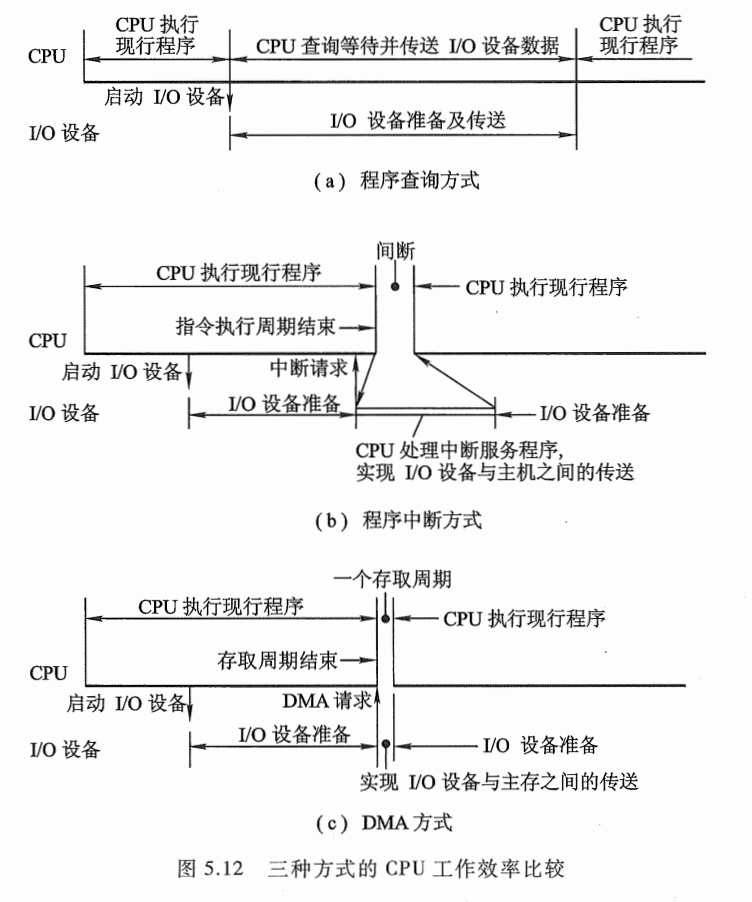 CPU 执行
现行程序
CPU 查询等待并传送 I/O 设备数据
CPU 执行
现行程序
CPU
启动 I/O 设备
I/O 设备
I/O 设备准备及传送
(a) 程序查询方式
间断
CPU 执行现行程序
CPU 执行现行程序
指令执行周期结束
CPU
启动 I/O 设备
中断请求
I/O 设备
I/O 设备准备
I/O 设备准备
CPU 处理中断服务程序,
实现 I/O 设备与主机之间的传送
(b) 程序中断方式
一个存取周期
CPU 执行现行程序
CPU 执行现行程序
存取周期结束
CPU
启动 I/O 设备
DMA 请求
I/O 设备
I/O 设备准备
I/O 设备准备
实现 I/O 设备与主存之间的传送
(c) DMA 方式
图 5.12 三种方式的 CPU 工作效率比较